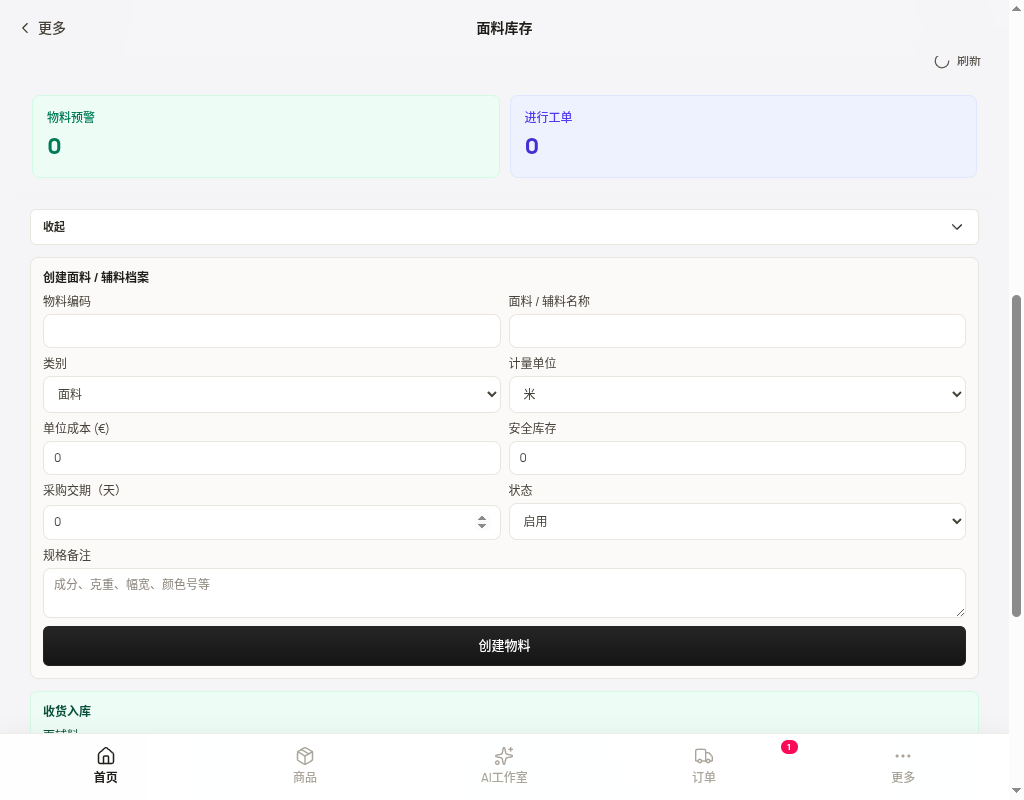 更多
面料库存
刷新
物料预警
0
进行工单
0
收起
创建面料 / 辅料档案
物料编码
面料 / 辅料名称
类别
计量单位
面料
米
单位成本 (€)
安全库存
0
0
采购交期（天）
状态
0
启用
规格备注
成分、克重、幅宽、颜色号等
创建物料
收货入库
首页
商品
AI工作室
订单
1
更多